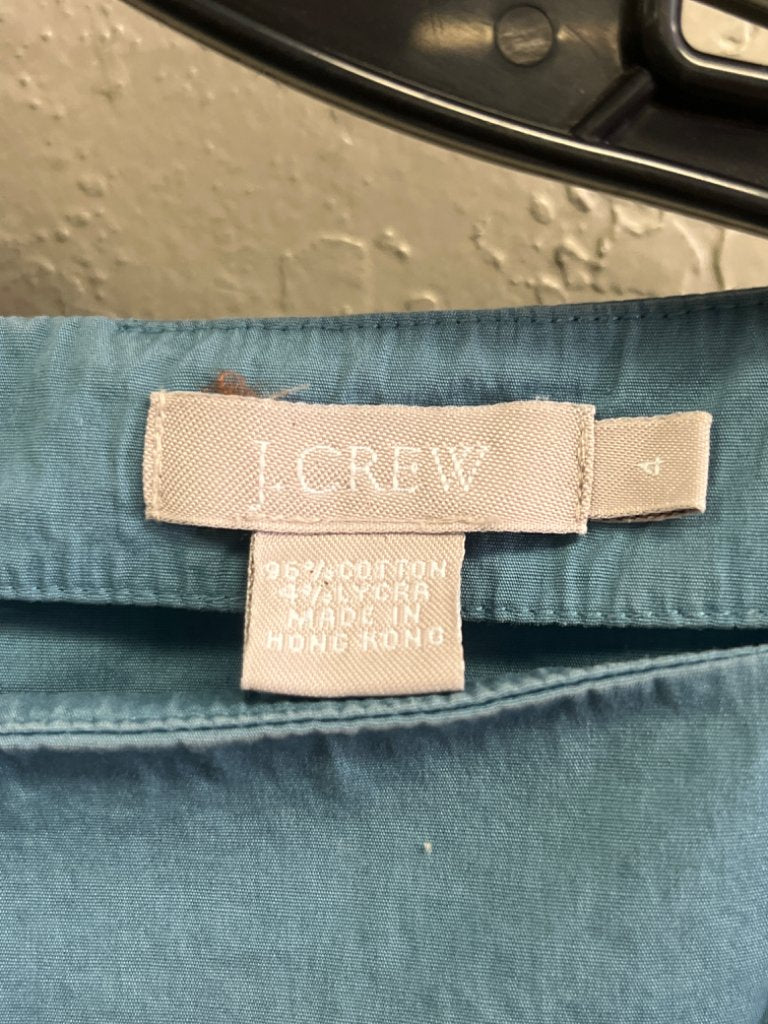 J.CREW
4
96% COTTON
4% LYCRA
MADE IN
HONG KONG